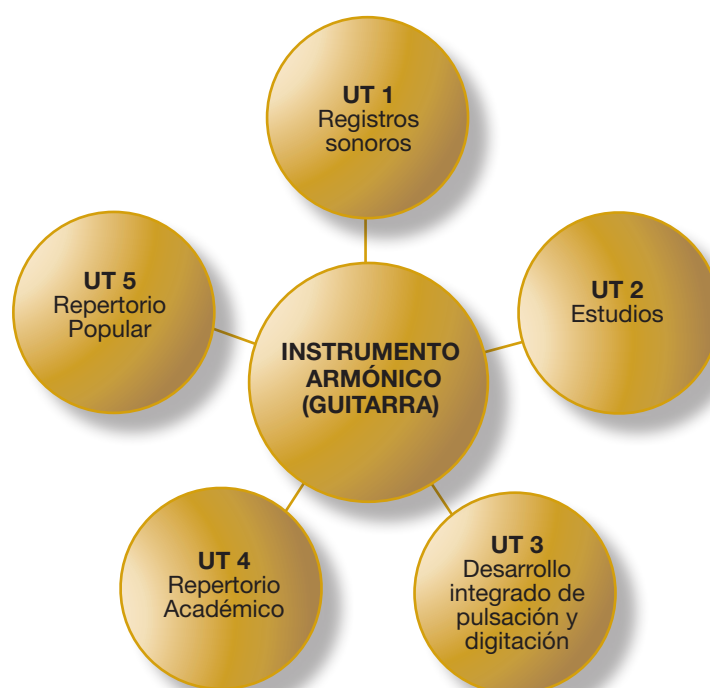 UT 1
Registros
sonoros
UT 5
Repertorio
Popular
UT 2
Estudios
INSTRUMENTO
ARMÓNICO
(GUITARRA)
UT 4
Repertorio
Académico
UT 3
Desarrollo
integrado de
pulsación y
digitación